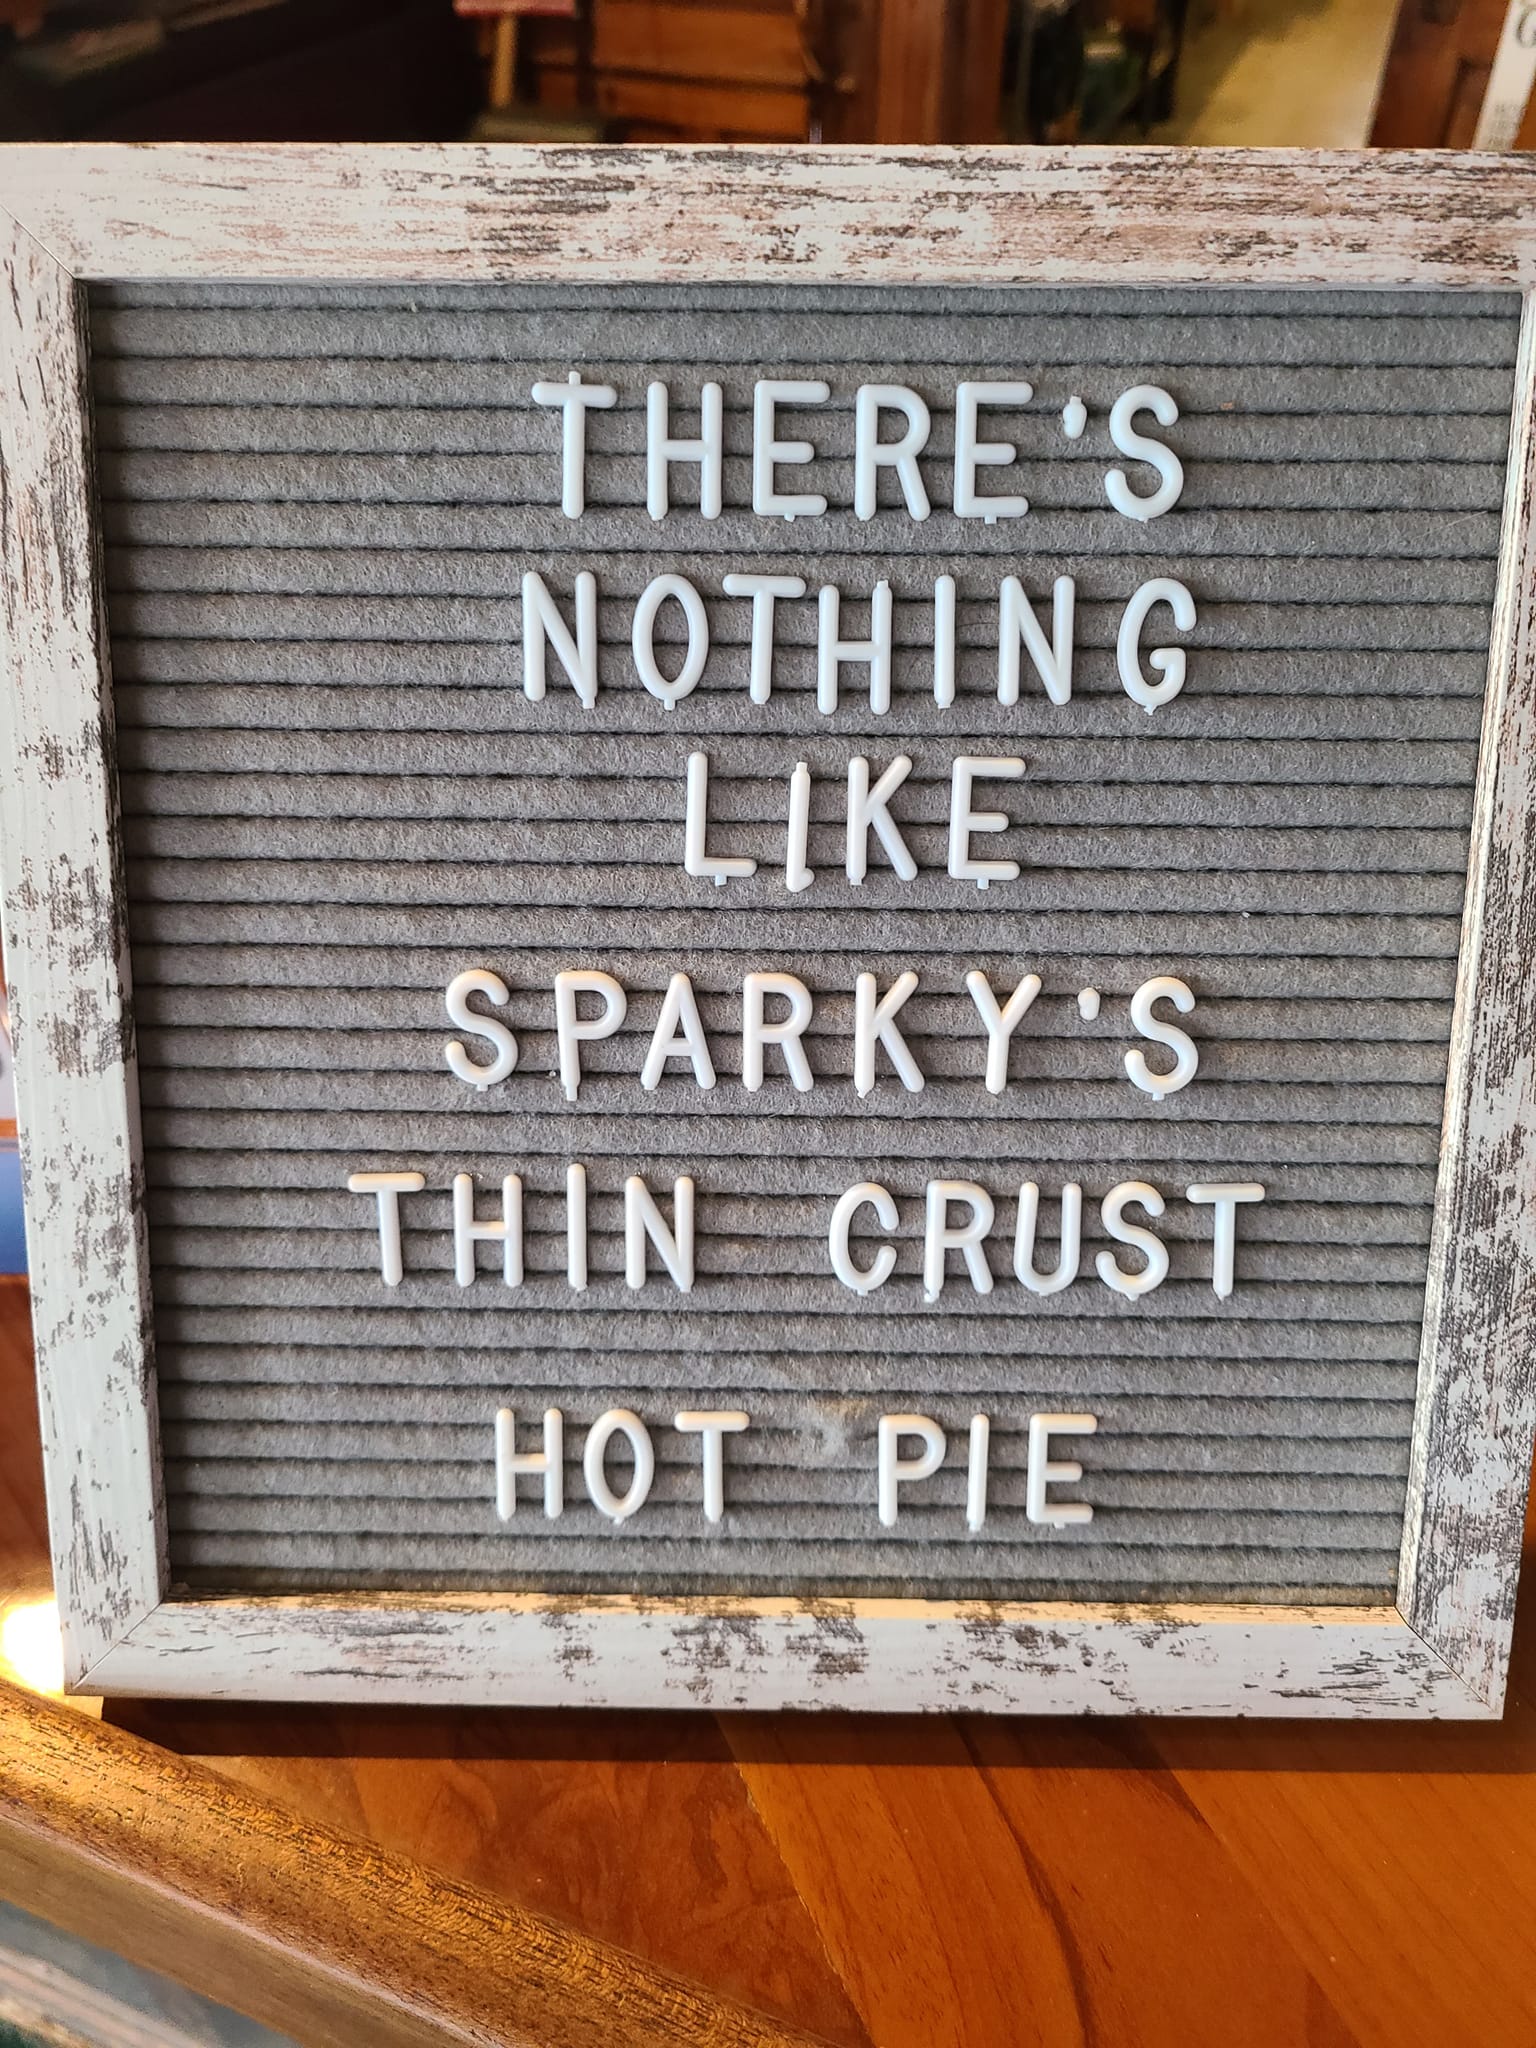 THERE'S
NOTHING
LIKE
SPARKY'S
THIN CRUST
HOT PIE